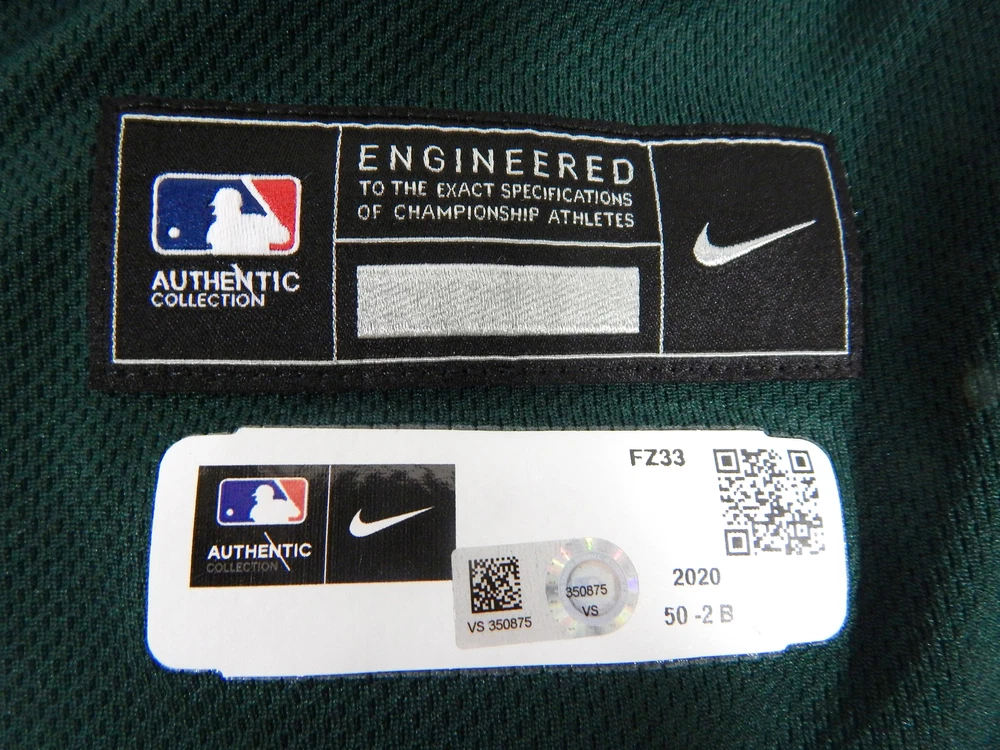 ENGINEERED
TO THE EXACT SPECIFICATIONS
OF CHAMPIONSHIP ATHLETES
AUTHENTIC
COLLECTION
FZ33
AUTHENTIC
COLLECTION
VS 350875
350875
VS
2020
50 -2 B